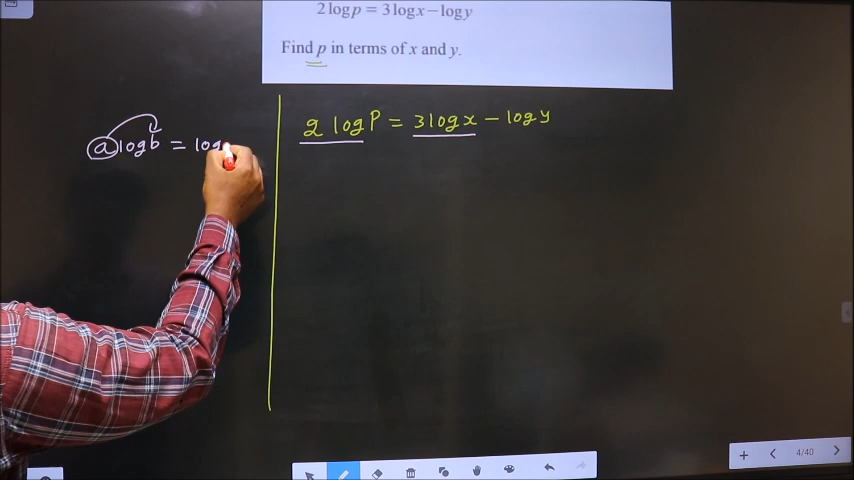 2 log p = 3 log x − log y
Find p in terms of x and y.
a log b = log
2 log P = 3 log x − log y
4/40